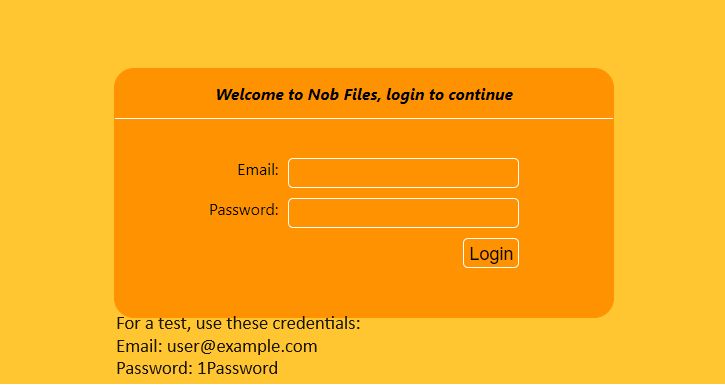 Welcome to Nob Files, login to continue
Email:
Password:
Login
For a test, use these credentials:
Email: user@example.com
Password: 1Password